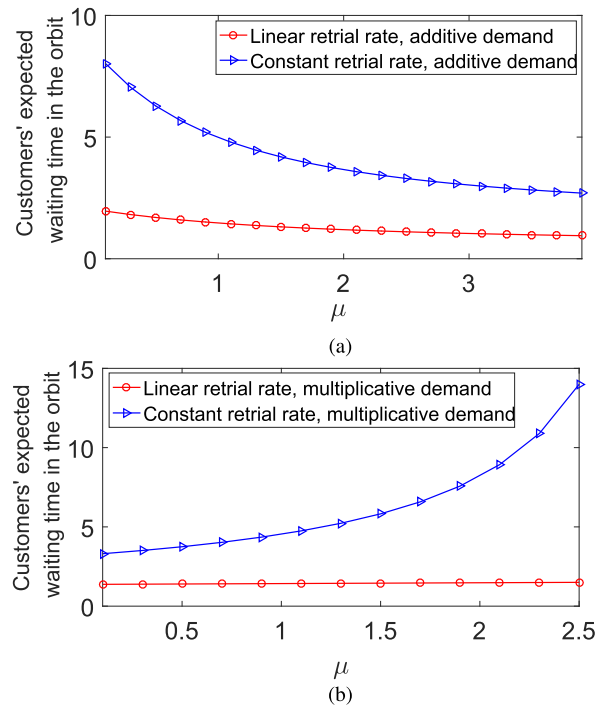 10
Linear retrial rate, additive demand
Constant retrial rate, additive demand
Customers' expected
waiting time in the orbit
5
0
1
2
3
μ
(a)
15
Linear retrial rate, multiplicative demand
Constant retrial rate, multiplicative demand
Customers' expected
waiting time in the orbit
10
5
0
0.5
1
1.5
2
2.5
μ
(b)